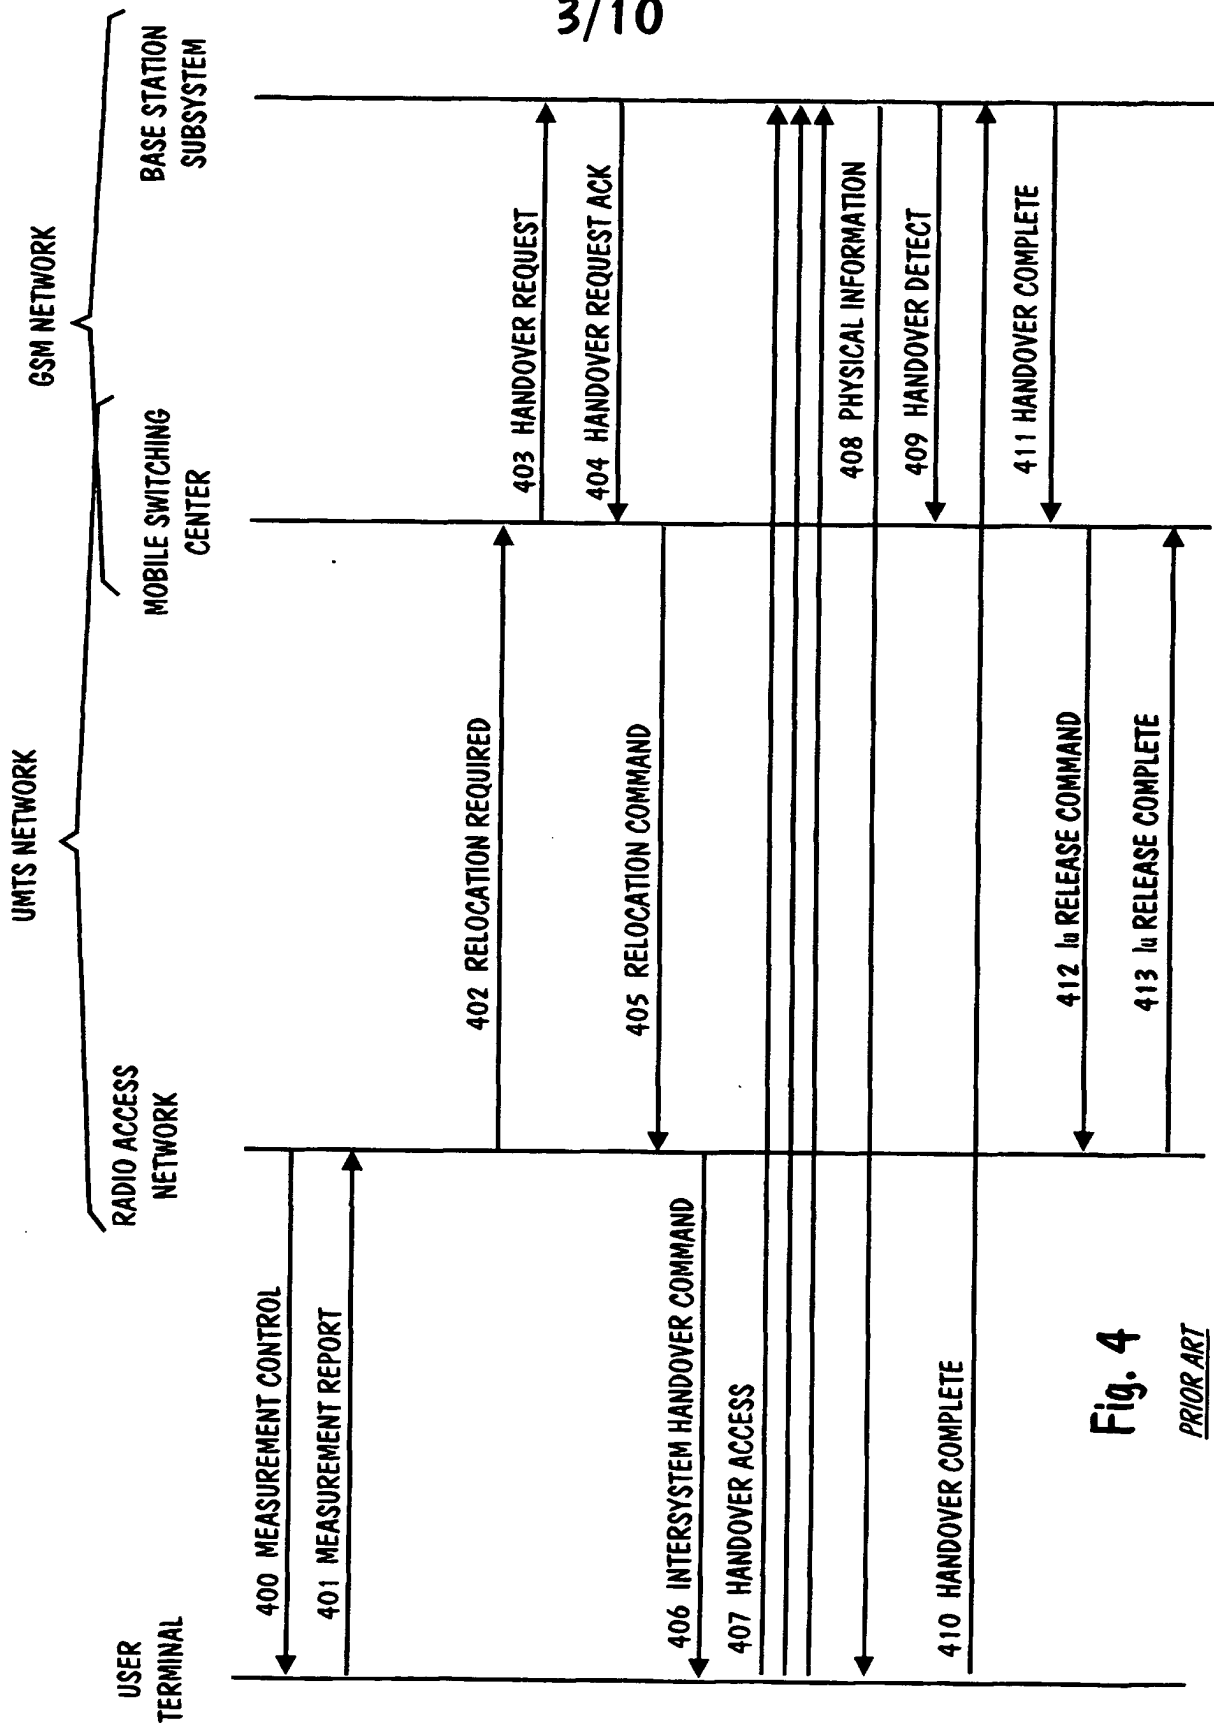 3/10
UMTS NETWORK
GSM NETWORK
USER
TERMINAL
RADIO ACCESS
NETWORK
MOBILE SWITCHING
CENTER
BASE STATION
SUBSYSTEM
400 MEASUREMENT CONTROL
401 MEASUREMENT REPORT
402 RELOCATION REQUIRED
403 HANDOVER REQUEST
404 HANDOVER REQUEST ACK
405 RELOCATION COMMAND
406 INTERSYSTEM HANDOVER COMMAND
407 HANDOVER ACCESS
408 PHYSICAL INFORMATION
409 HANDOVER DETECT
410 HANDOVER COMPLETE
411 HANDOVER COMPLETE
412 Iu RELEASE COMMAND
413 Iu RELEASE COMPLETE
Fig. 4
PRIOR ART